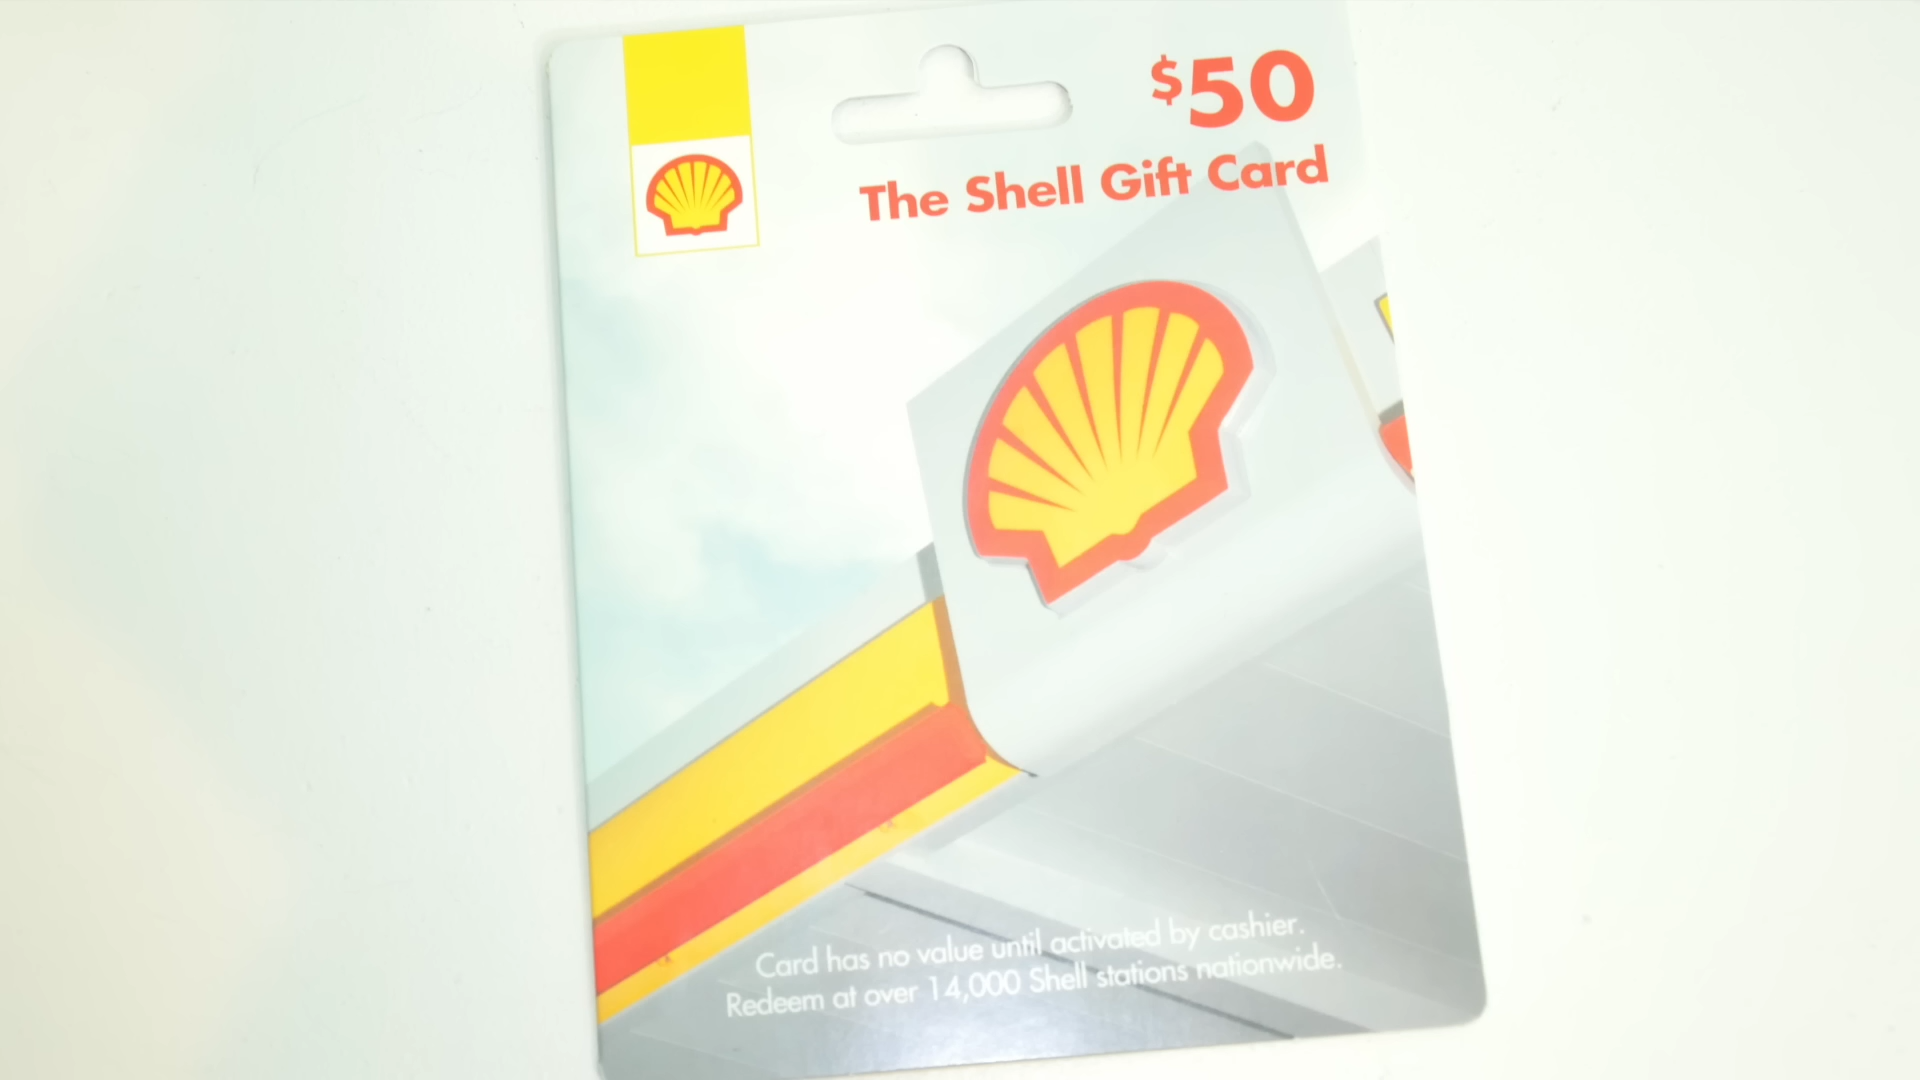 $50
The Shell Gift Card
Card has no value until activated by cashier.
Redeem at over 14,000 Shell stations nationwide.